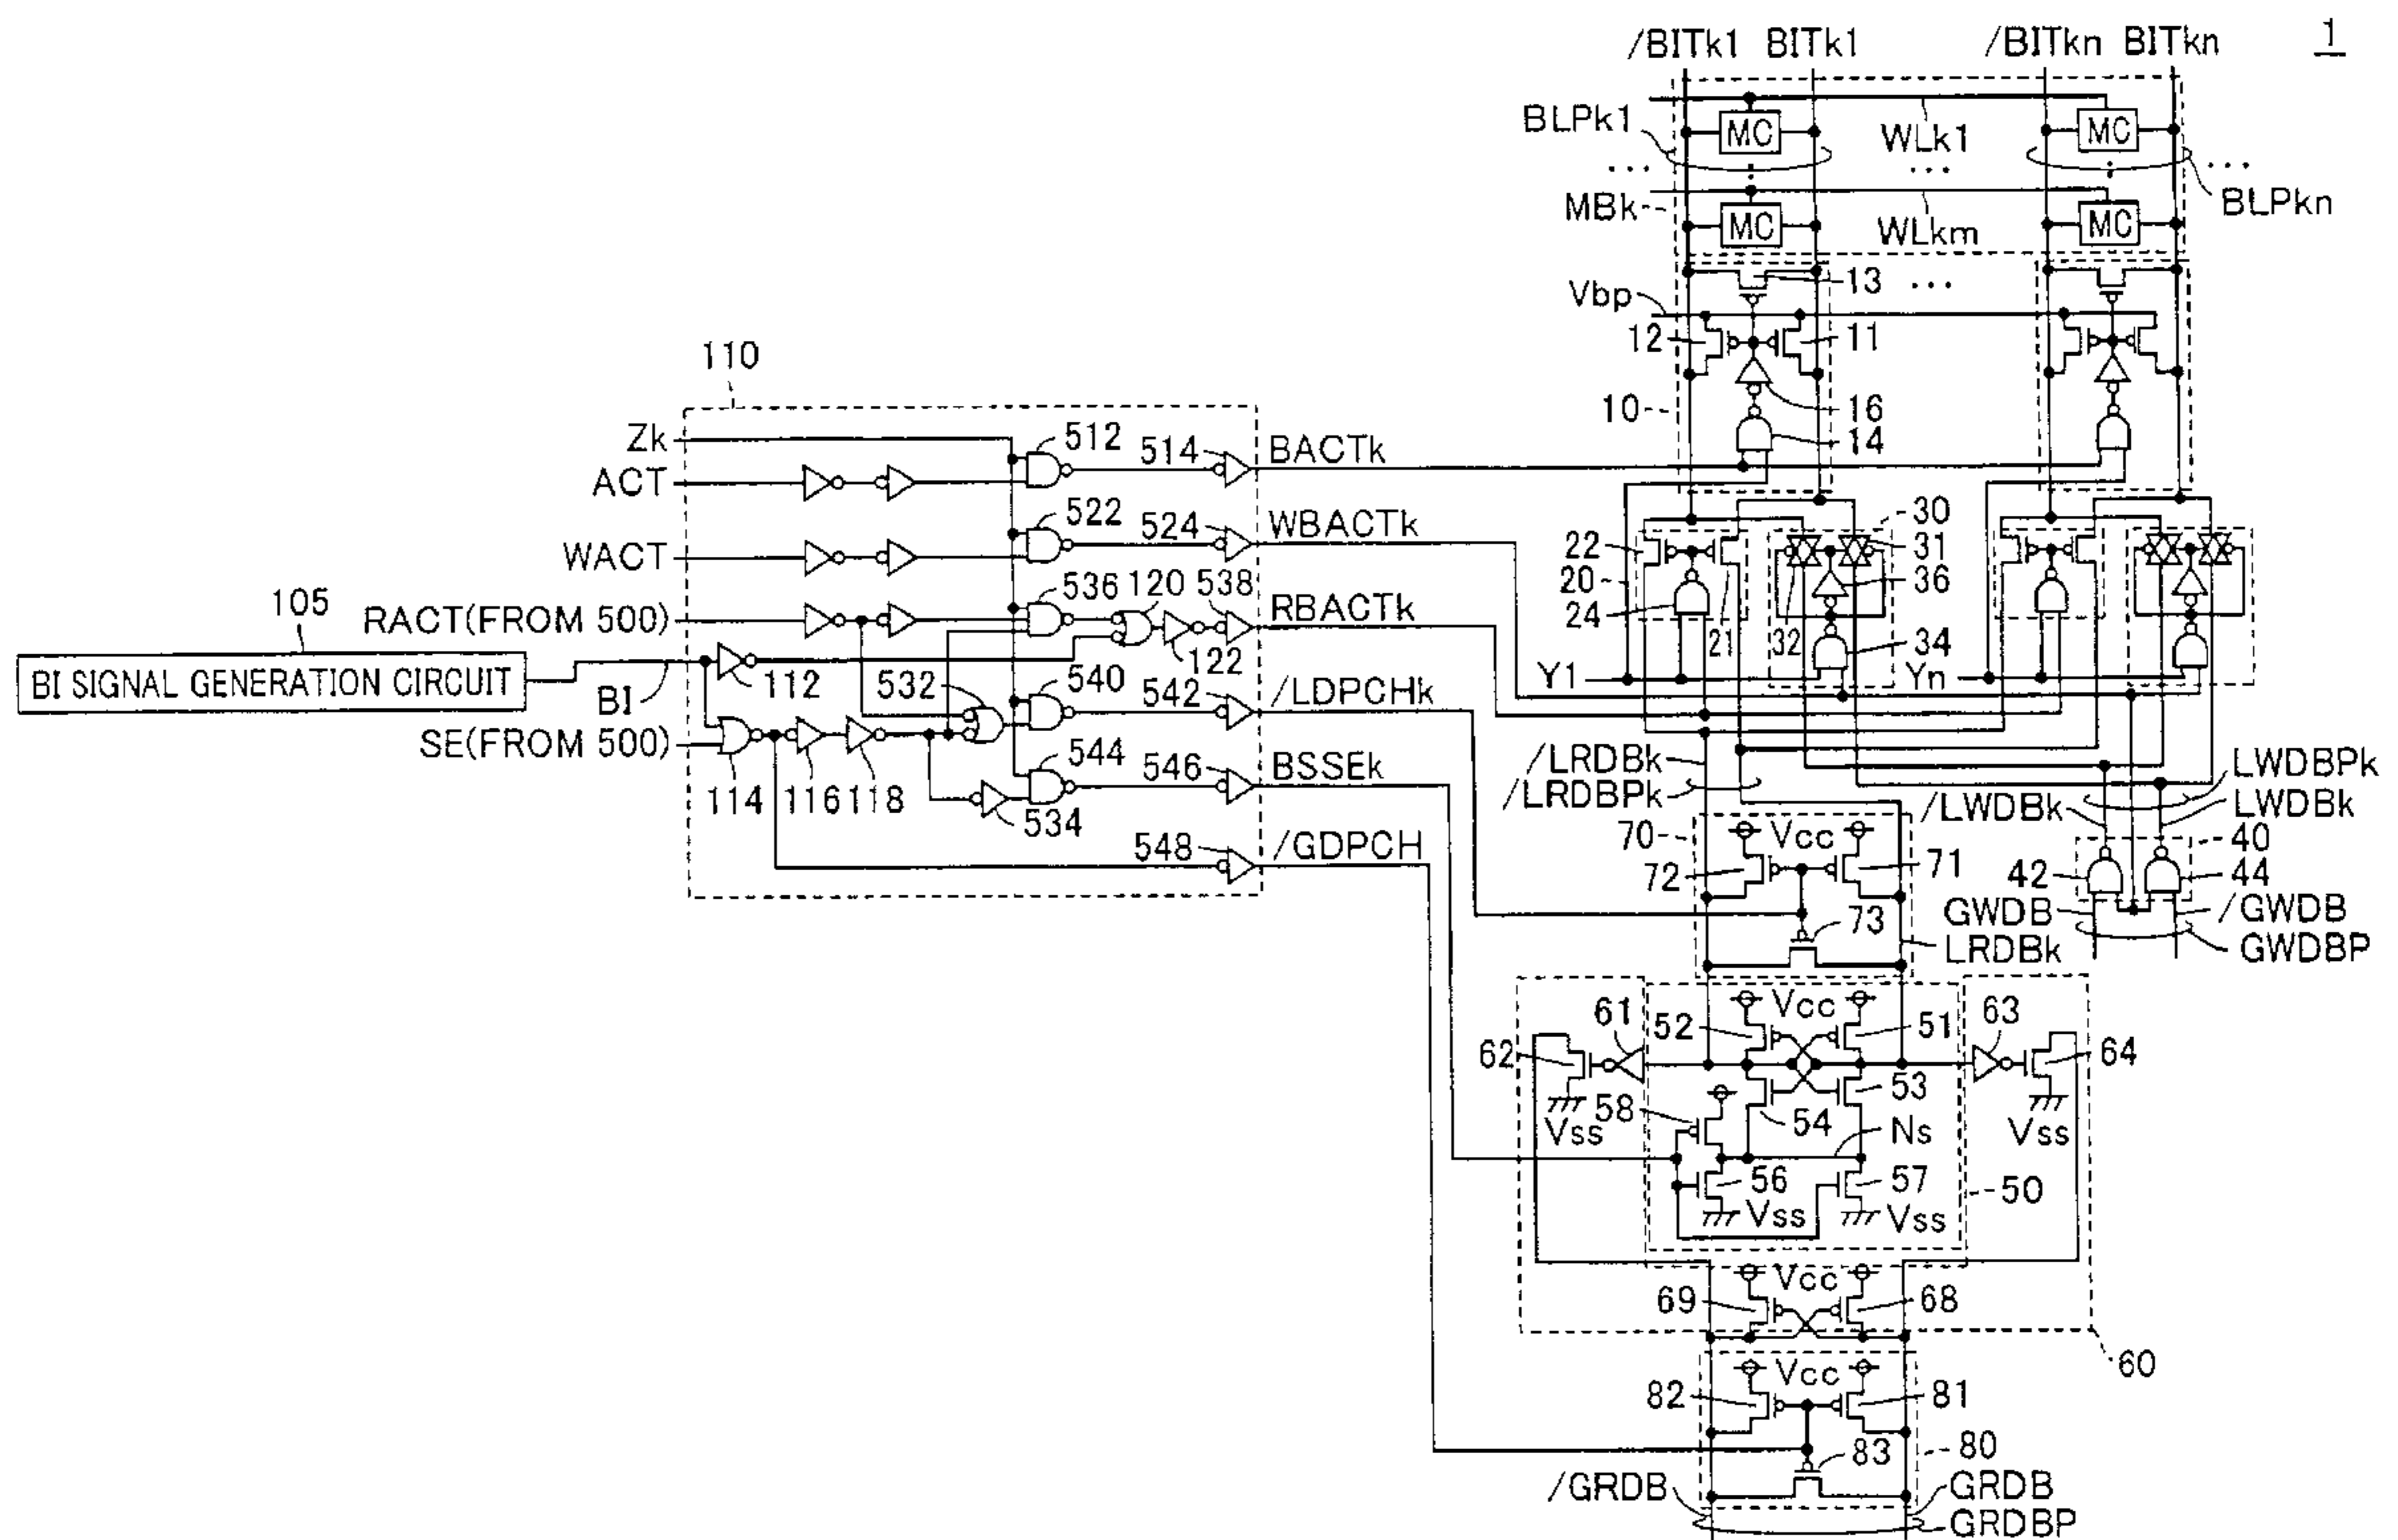 /BITk1 BITk1 /BITkn BITkn 1
BLPk1 MC WLk1 MC
... ... ...
MBk MC WLkm MC BLPkn
13 ...
Vbp
12 11
110
10 16
14
Zk 512 514 BACTk
ACT
522 524 WBACTk 30
WACT 22 31
536 120 538 20 36
105 RACT(FROM 500) RBACTk 24 21 32
122 34
BI SIGNAL GENERATION CIRCUIT 112 532 540 542 /LDPCHk Y1 Yn
BI
SE(FROM 500)
544 546 BSSEk /LRDBk LWDBPk
114 116 118 /LRDBPk /LWDBk LWDBk
534
70 Vcc 40
548 /GDPCH 72 71 42 44
GWDB /GWDB
73 LRDBk GWDBP
Vcc
62 61 52 51 63 64
53
58 54
Vss Ns Vss
56 57 50
Vss Vss
Vcc
69 68
60
Vcc
82 81
83 80
/GRDB GRDB
GRDBP